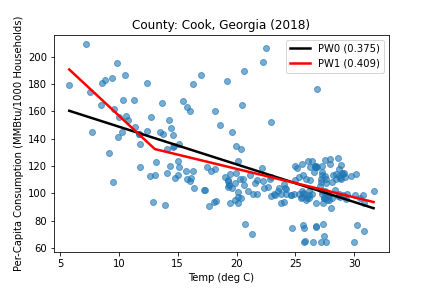 County: Cook, Georgia (2018)
PW0 (0.375)
PW1 (0.409)
Per-Capita Consumption (MMBtu/1000 Households)
200
180
160
140
120
100
80
60
5 10 15 20 25 30
Temp (deg C)